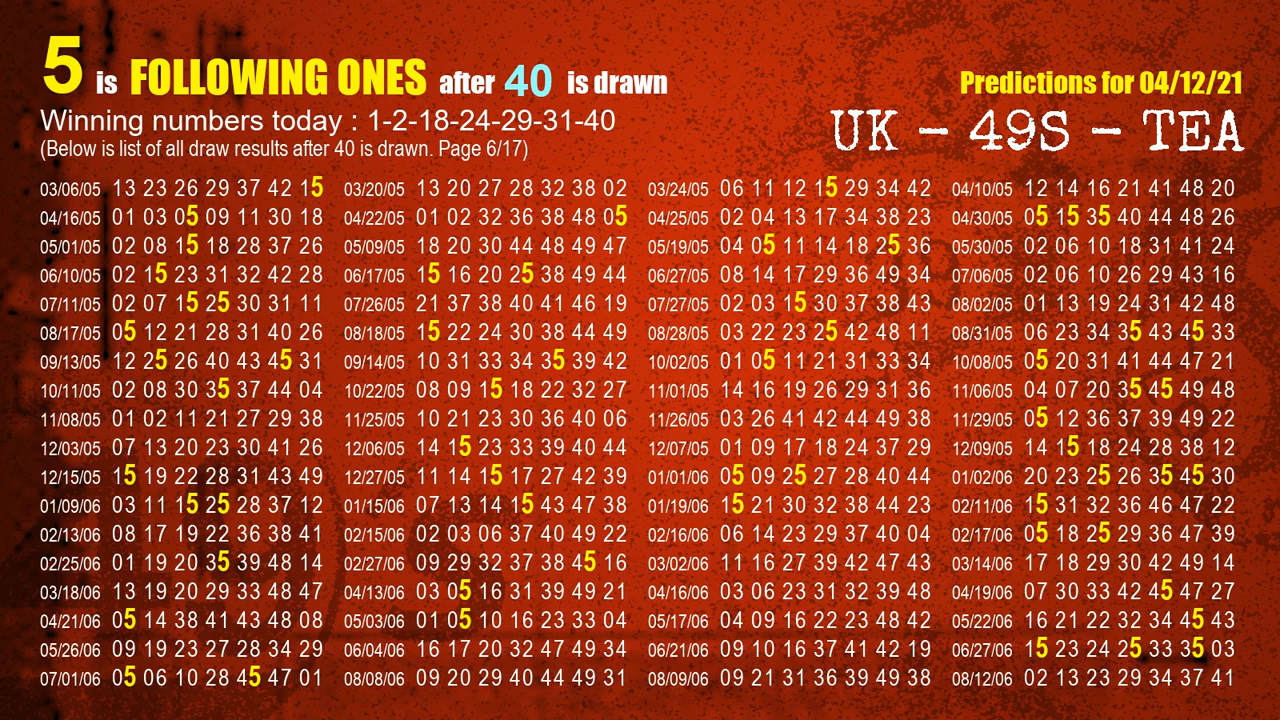 5 is FOLLOWING ONES after 40 is drawn
Predictions for 04/12/21
Winning numbers today : 1-2-18-24-29-31-40
UK - 49S - TEA
(Below is list of all draw results after 40 is drawn. Page 6/17)
03/06/05 13 23 26 29 37 42 15 03/20/05 13 20 27 28 32 38 02 03/24/05 06 11 12 15 29 34 42 04/10/05 12 14 16 21 41 48 20
04/16/05 01 03 05 09 11 30 18 04/22/05 01 02 32 36 38 48 05 04/25/05 02 04 13 17 34 38 23 04/30/05 05 15 35 40 44 48 26
05/01/05 02 08 15 18 28 37 26 05/09/05 18 20 30 44 48 49 47 05/19/05 04 05 11 14 18 25 36 05/30/05 02 06 10 18 31 41 24
06/10/05 02 15 23 31 32 42 28 06/17/05 15 16 20 25 38 49 44 06/27/05 08 14 17 29 36 49 34 07/06/05 02 06 10 26 29 43 16
07/11/05 02 07 15 25 30 31 11 07/26/05 21 37 38 40 41 46 19 07/27/05 02 03 15 30 37 38 43 08/02/05 01 13 19 24 31 42 48
08/17/05 05 12 21 28 31 40 26 08/18/05 15 22 24 30 38 44 49 08/28/05 03 22 23 25 42 48 11 08/31/05 06 23 34 35 43 45 33
09/13/05 12 25 26 40 43 45 31 09/14/05 10 31 33 34 35 39 42 10/02/05 01 05 11 21 31 33 34 10/08/05 05 20 31 41 44 47 21
10/11/05 02 08 30 35 37 44 04 10/22/05 08 09 15 18 22 32 27 11/01/05 14 16 19 26 29 31 36 11/06/05 04 07 20 35 45 49 48
11/08/05 01 02 11 21 27 29 38 11/25/05 10 21 23 30 36 40 06 11/26/05 03 26 41 42 44 49 38 11/29/05 05 12 36 37 39 49 22
12/03/05 07 13 20 23 30 41 26 12/06/05 14 15 23 33 39 40 44 12/07/05 01 09 17 18 24 37 29 12/09/05 14 15 18 24 28 38 12
12/15/05 15 19 22 28 31 43 49 12/27/05 11 14 15 17 27 42 39 01/01/06 05 09 25 27 28 40 44 01/02/06 20 23 25 26 35 45 30
01/09/06 03 11 15 25 28 37 12 01/15/06 07 13 14 15 43 47 38 01/19/06 15 21 30 32 38 44 23 02/11/06 15 31 32 36 46 47 22
02/13/06 08 17 19 22 36 38 41 02/15/06 02 03 06 37 40 49 22 02/16/06 06 14 23 29 37 40 04 02/17/06 05 18 25 29 36 47 39
02/25/06 01 19 20 35 39 48 14 02/27/06 09 29 32 37 38 45 16 03/02/06 11 16 27 39 42 47 43 03/14/06 17 18 29 30 42 49 14
03/18/06 13 19 20 29 33 48 47 04/13/06 03 05 16 31 39 49 21 04/16/06 03 06 23 31 32 39 48 04/19/06 07 30 33 42 45 47 27
04/21/06 05 14 38 41 43 48 08 05/03/06 01 05 10 16 23 33 04 05/17/06 04 09 16 22 23 48 42 05/22/06 16 21 22 32 34 45 43
05/26/06 09 19 23 27 28 34 29 06/04/06 16 17 20 32 47 49 34 06/21/06 09 10 16 37 41 42 19 06/27/06 15 23 24 25 33 35 03
07/01/06 05 06 10 28 45 47 01 08/08/06 09 20 29 40 44 49 31 08/09/06 09 21 31 36 39 49 38 08/12/06 02 13 23 29 34 37 41